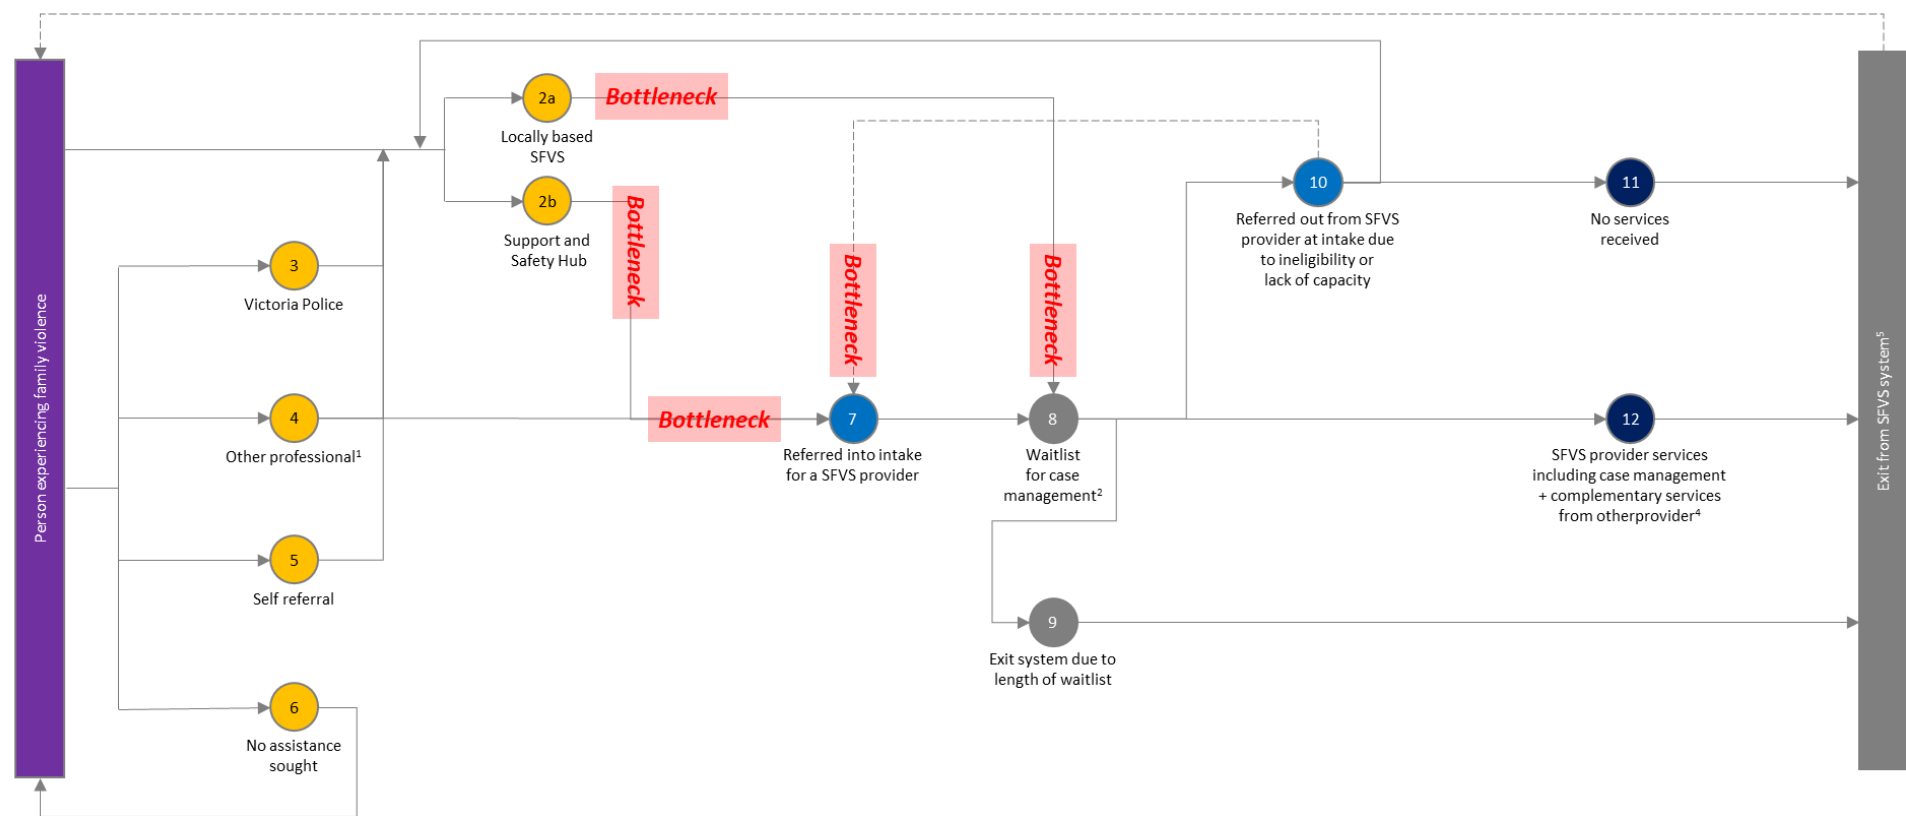 Person experiencing family violence
2a
Bottleneck
Locally based
SFVS
2b
Bottleneck
Support and
Safety Hub
3
Victoria Police
4
Other professional¹
5
Self referral
6
No assistance
sought
Bottleneck
Bottleneck
Bottleneck
7
Referred into intake
for a SFVS provider
8
Waitlist
for case
management²
9
Exit system due to
length of waitlist
10
Referred out from SFVS
provider at intake due
to ineligibility or
lack of capacity
11
No services
received
12
SFVS provider services
including case management
+ complementary services
from otherprovider⁴
Exit from SFVS system⁵